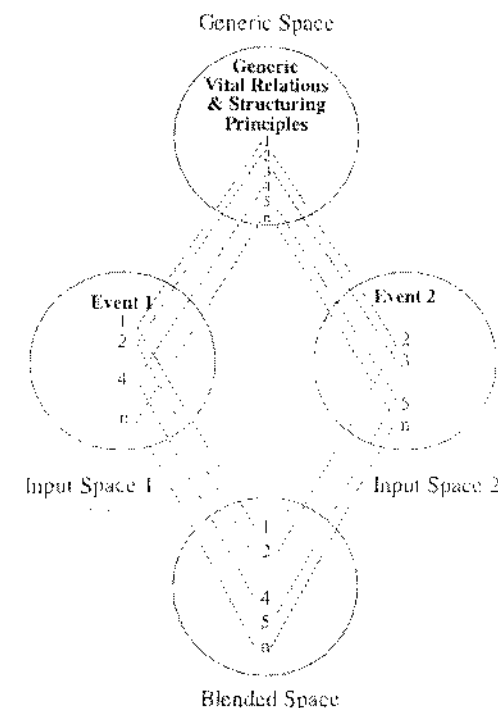 Generic Space
Generic
Vital Relations
& Structuring
Principles
1
2
3
4
5
n
Event 1
1
2
4
n
Event 2
2
3
5
n
Input Space 1
Input Space 2
1
2
4
5
n
Blended Space